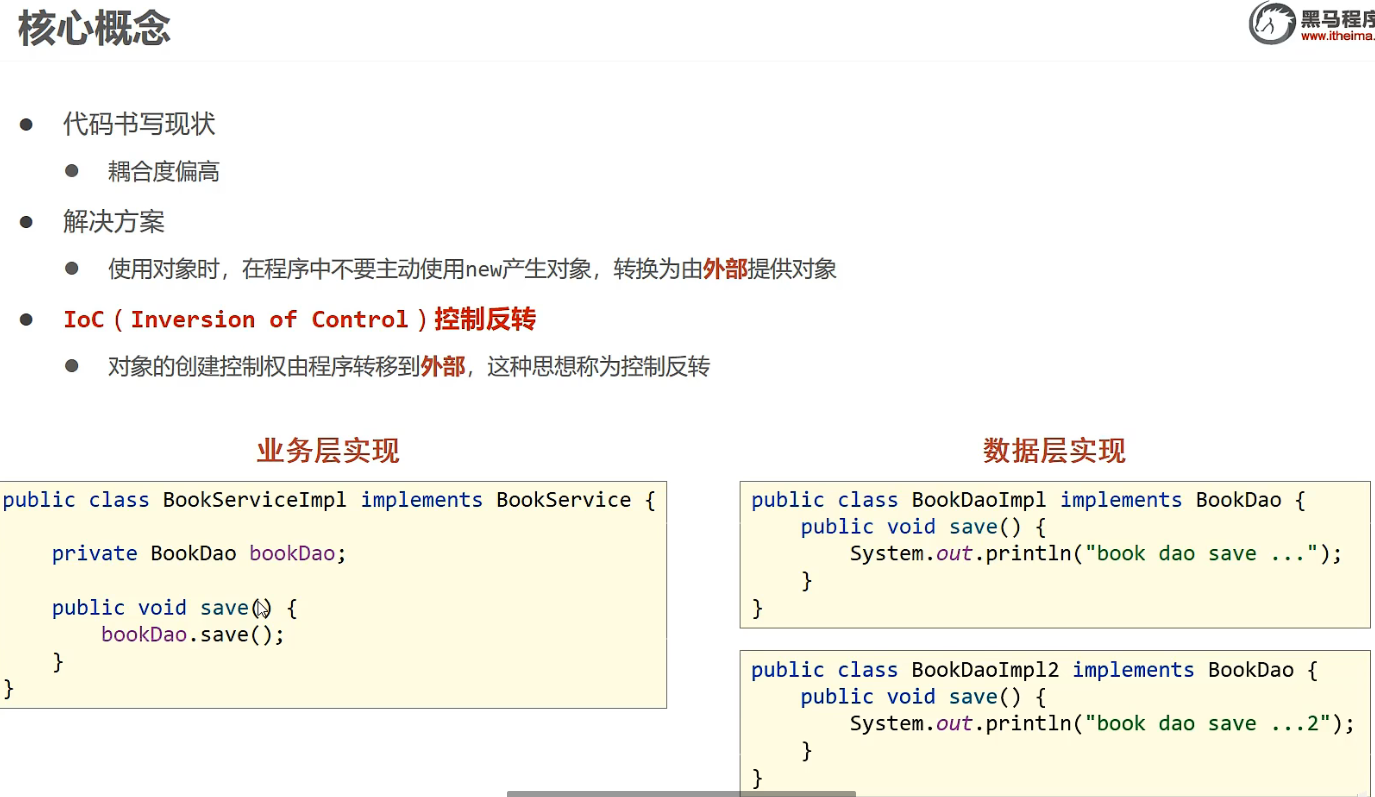 核心概念
黑马程序
www.itheima.
代码书写现状
耦合度偏高
解决方案
使用对象时，在程序中不要主动使用new产生对象，转换为由外部提供对象
IoC（Inversion of Control）控制反转
对象的创建控制权由程序转移到外部，这种思想称为控制反转
业务层实现
public class BookServiceImpl implements BookService {
private BookDao bookDao;
public void save() {
bookDao.save();
}
}
数据层实现
public class BookDaoImpl implements BookDao {
public void save() {
System.out.println("book dao save ...");
}
}
public class BookDaoImpl2 implements BookDao {
public void save() {
System.out.println("book dao save ...2");
}
}